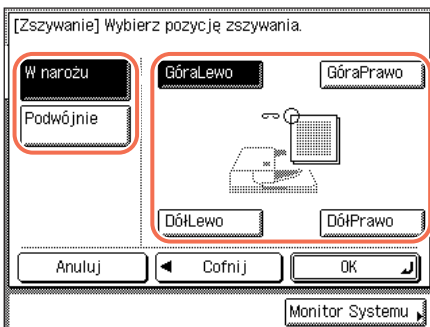 [Zszywanie] Wybierz pozycję zszywania.
W narożu
GóraLewo
GóraPrawo
Podwójnie
DółLewo
DółPrawo
Anuluj
Cofnij
OK
Monitor Systemu